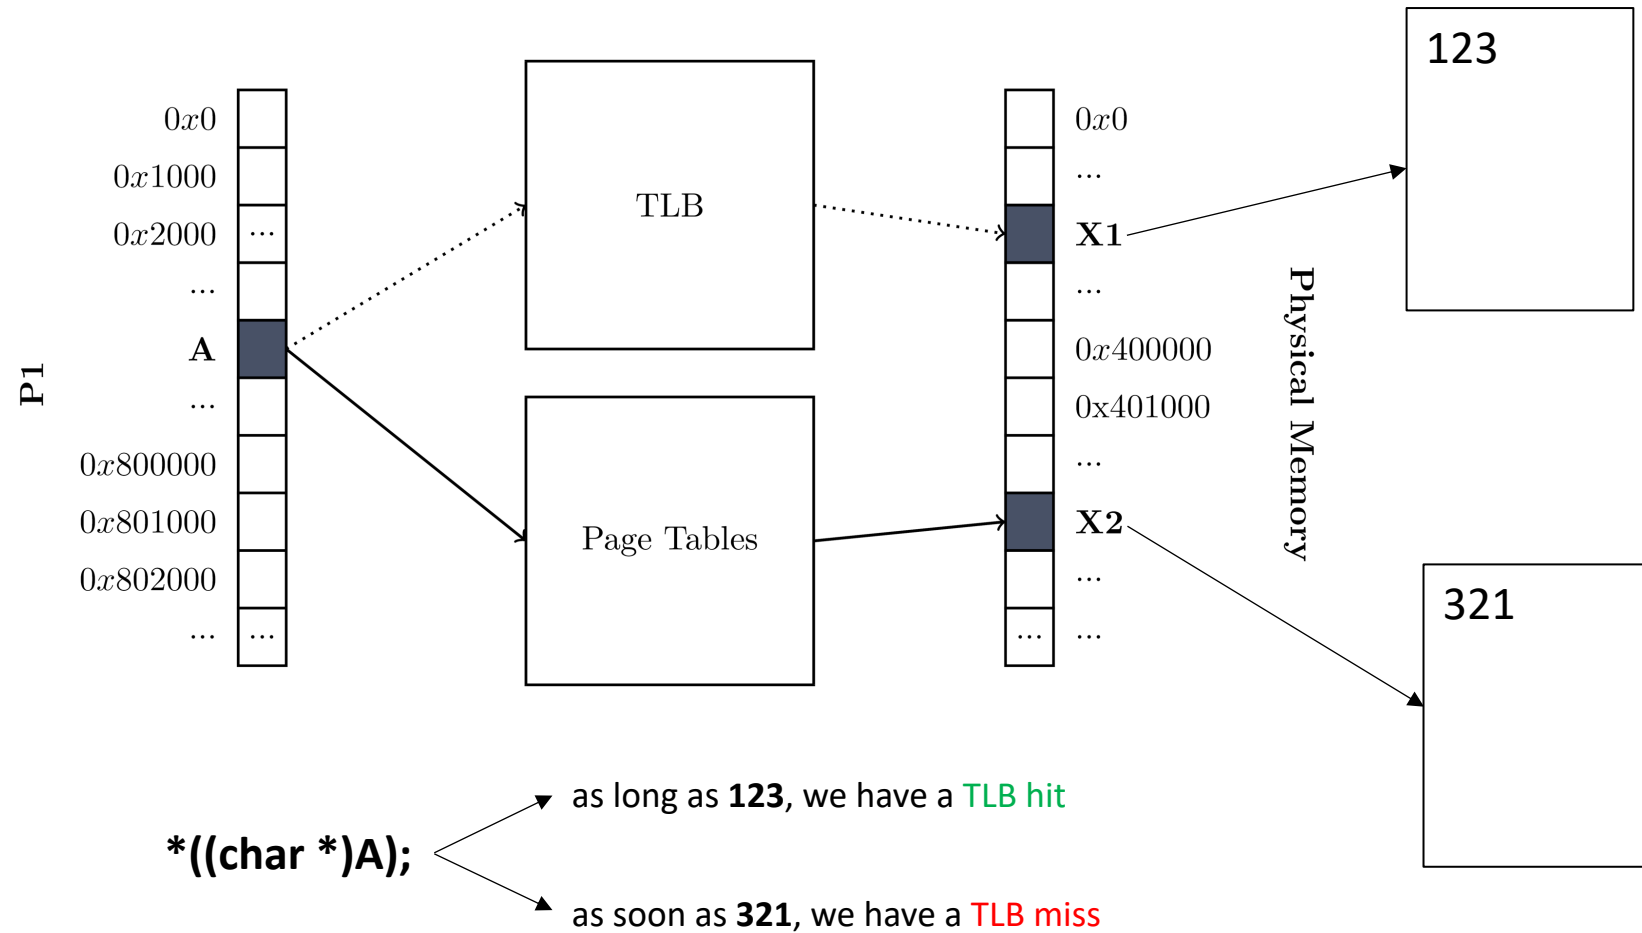 P1
0x0
0x1000
0x2000
...
A
...
0x800000
0x801000
0x802000
...
...
...
TLB
Page Tables
0x0
...
X1
...
0x400000
0x401000
...
X2
...
...
...
Physical Memory
123
321
*((char *)A);
as long as 123, we have a TLB hit
as soon as 321, we have a TLB miss